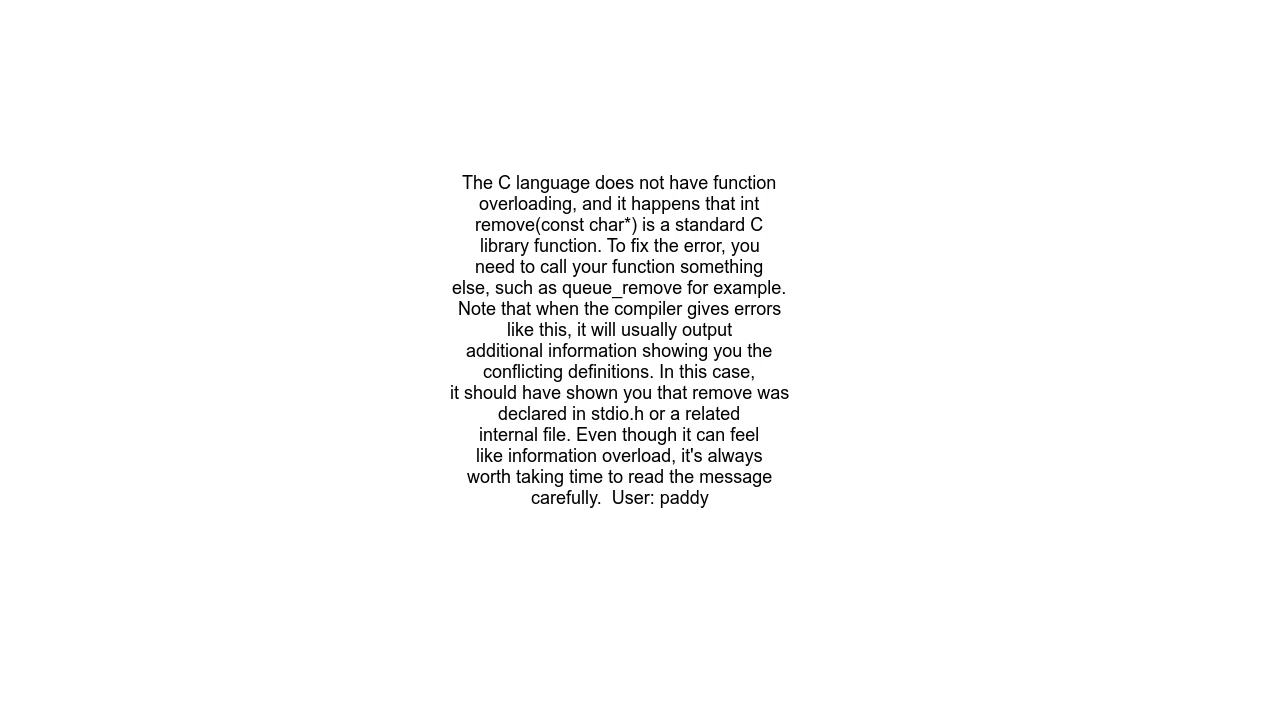 The C language does not have function
overloading, and it happens that int
remove(const char*) is a standard C
library function. To fix the error, you
need to call your function something
else, such as queue_remove for example.
Note that when the compiler gives errors
like this, it will usually output
additional information showing you the
conflicting definitions. In this case,
it should have shown you that remove was
declared in stdio.h or a related
internal file. Even though it can feel
like information overload, it's always
worth taking time to read the message
carefully.  User: paddy